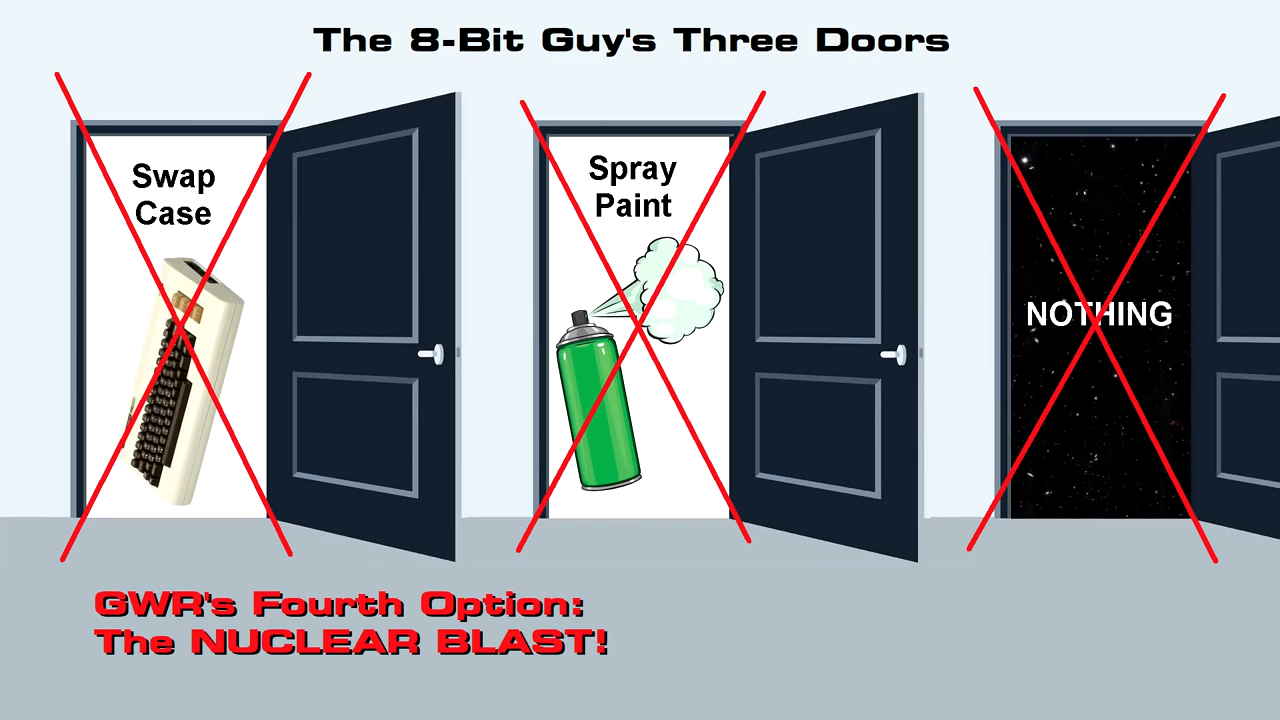 The 8-Bit Guy's Three Doors
Swap
Case
Spray
Paint
NOTHING
GWR's Fourth Option:
The NUCLEAR BLAST!